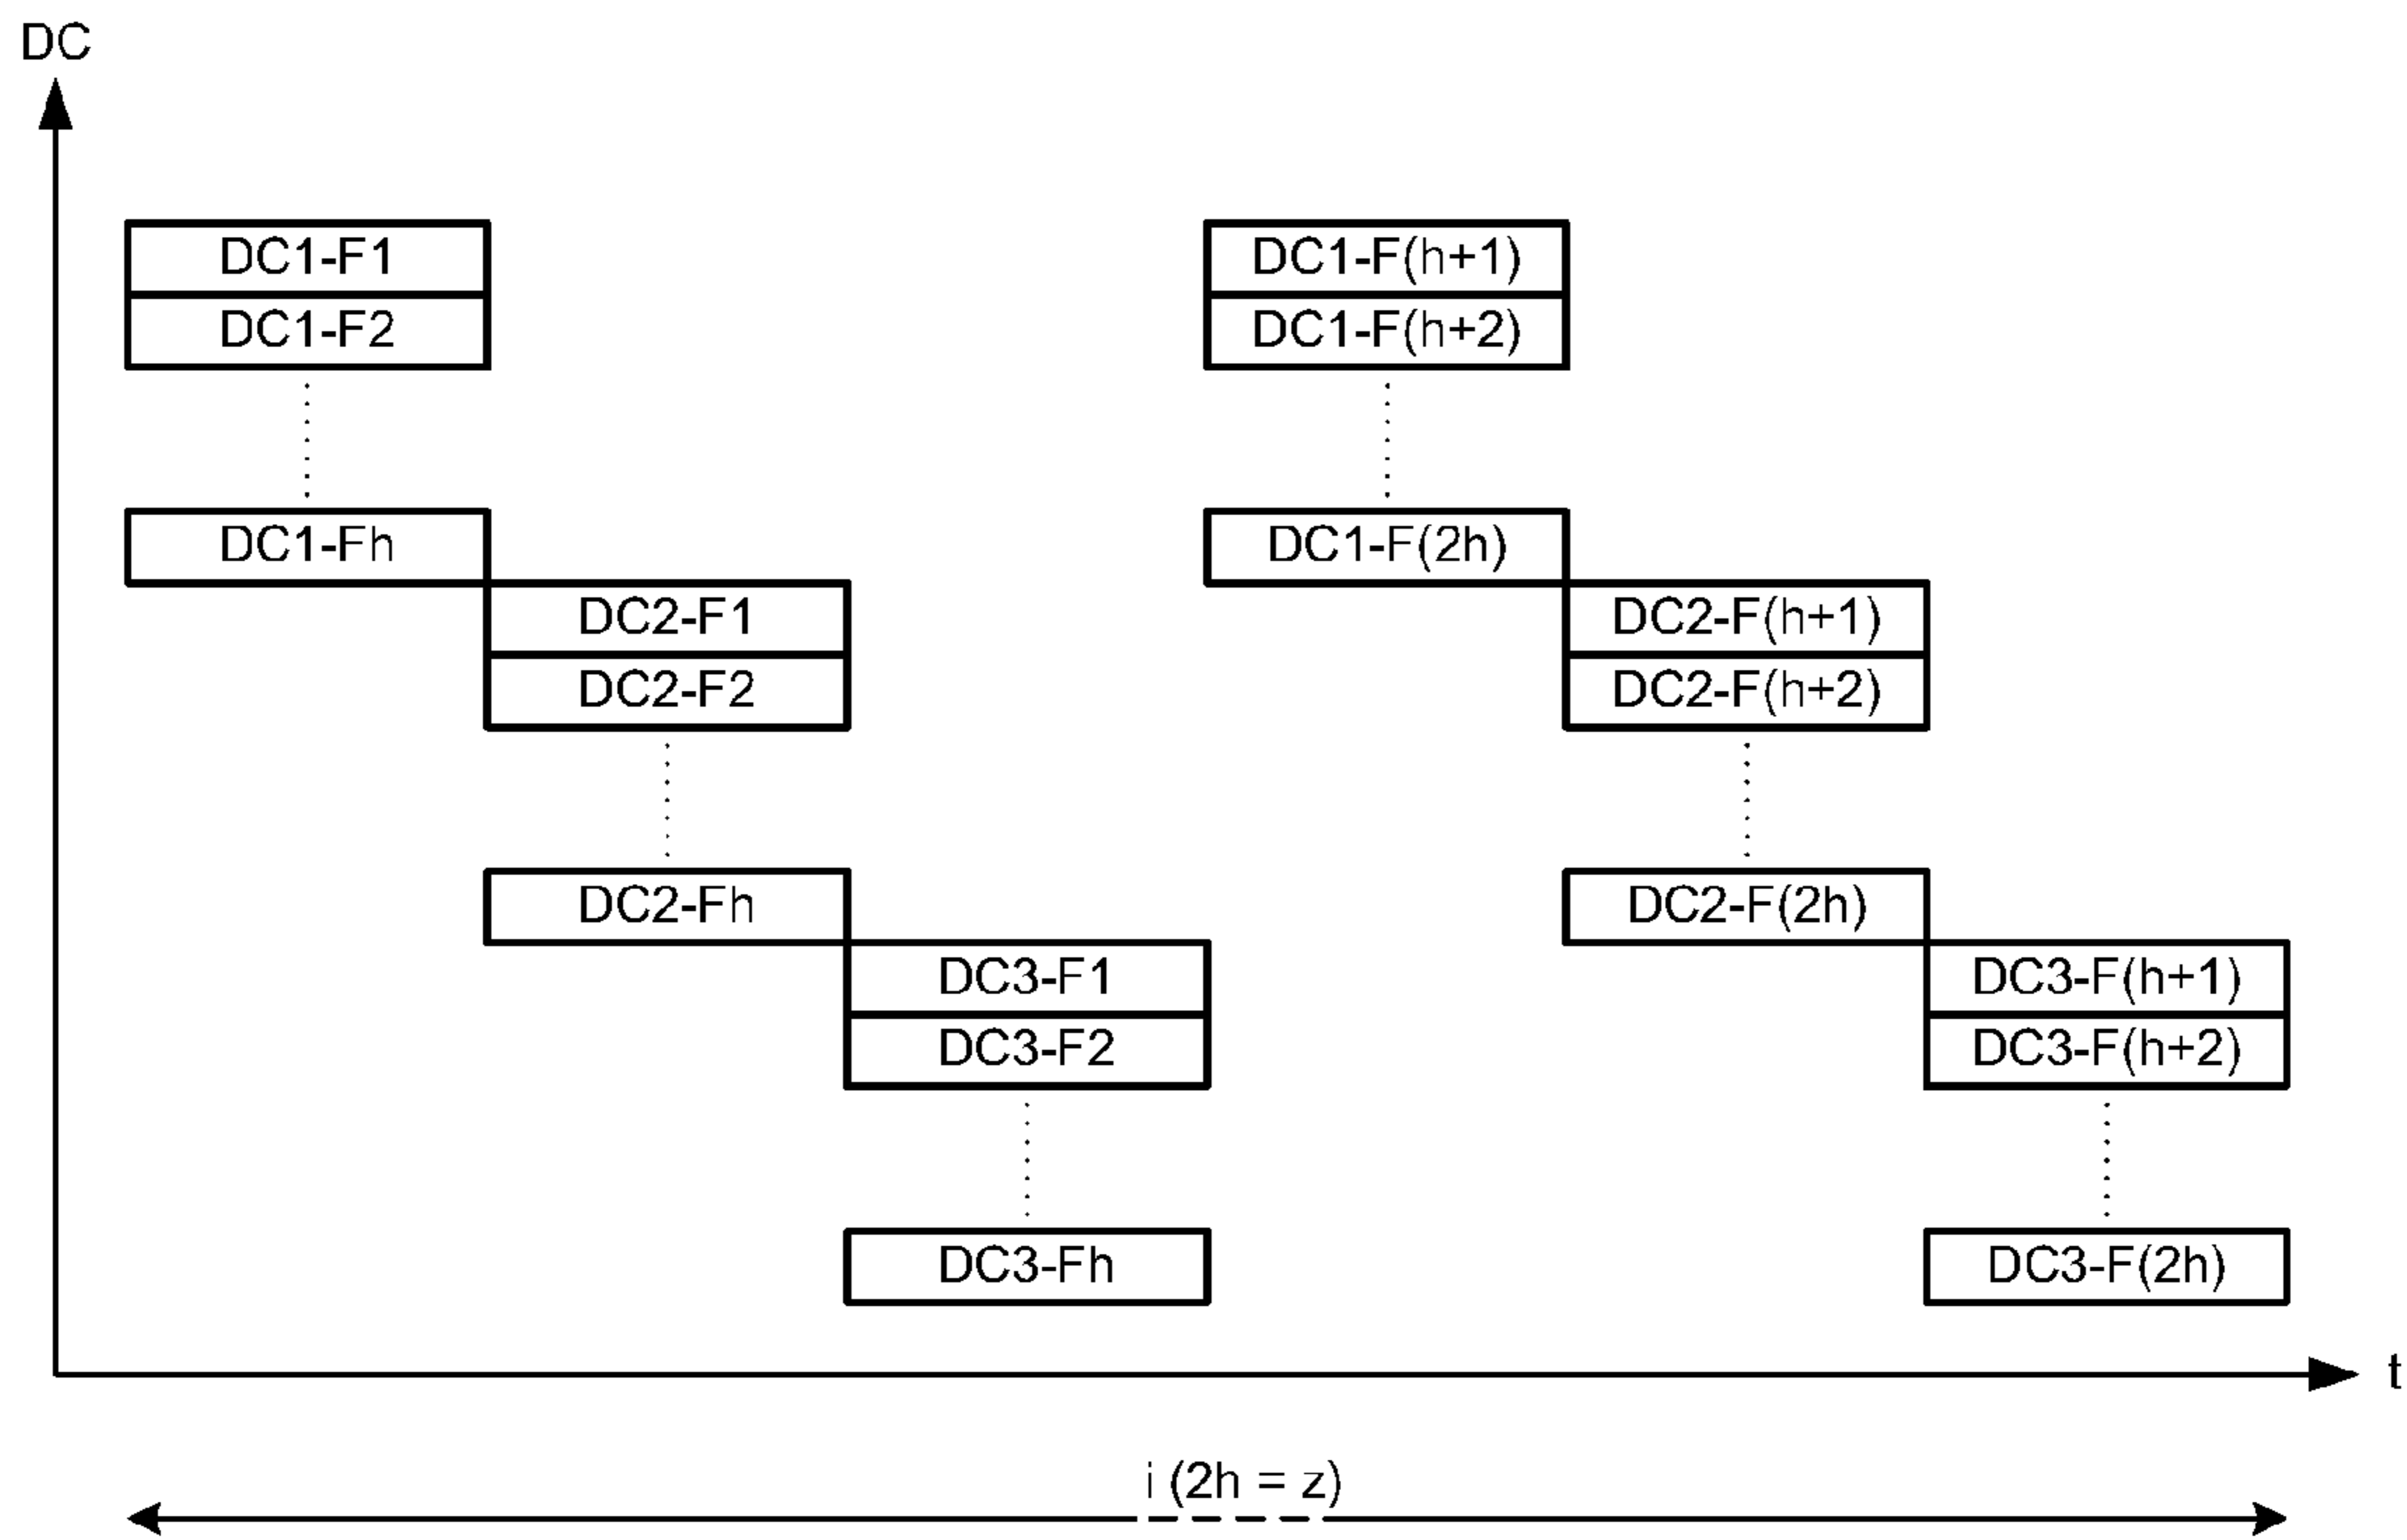 DC
DC1-F1
DC1-F2
DC1-Fh
DC2-F1
DC2-F2
DC2-Fh
DC3-F1
DC3-F2
DC3-Fh
DC1-F(h+1)
DC1-F(h+2)
DC1-F(2h)
DC2-F(h+1)
DC2-F(h+2)
DC2-F(2h)
DC3-F(h+1)
DC3-F(h+2)
DC3-F(2h)
t
i (2h = z)